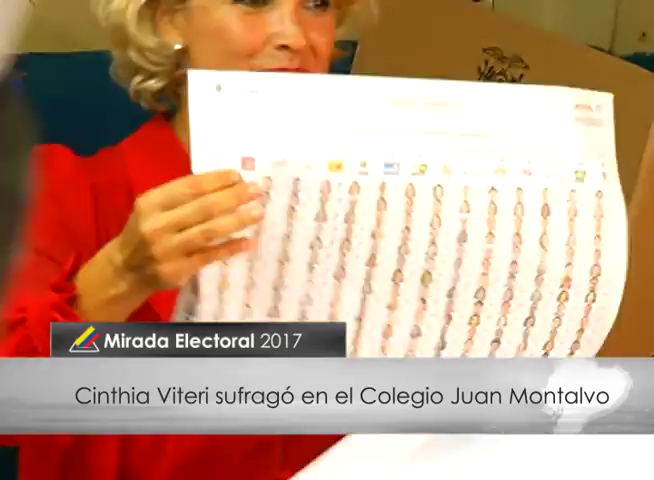 Mirada Electoral 2017
Cinthia Viteri sufragó en el Colegio Juan Montalvo